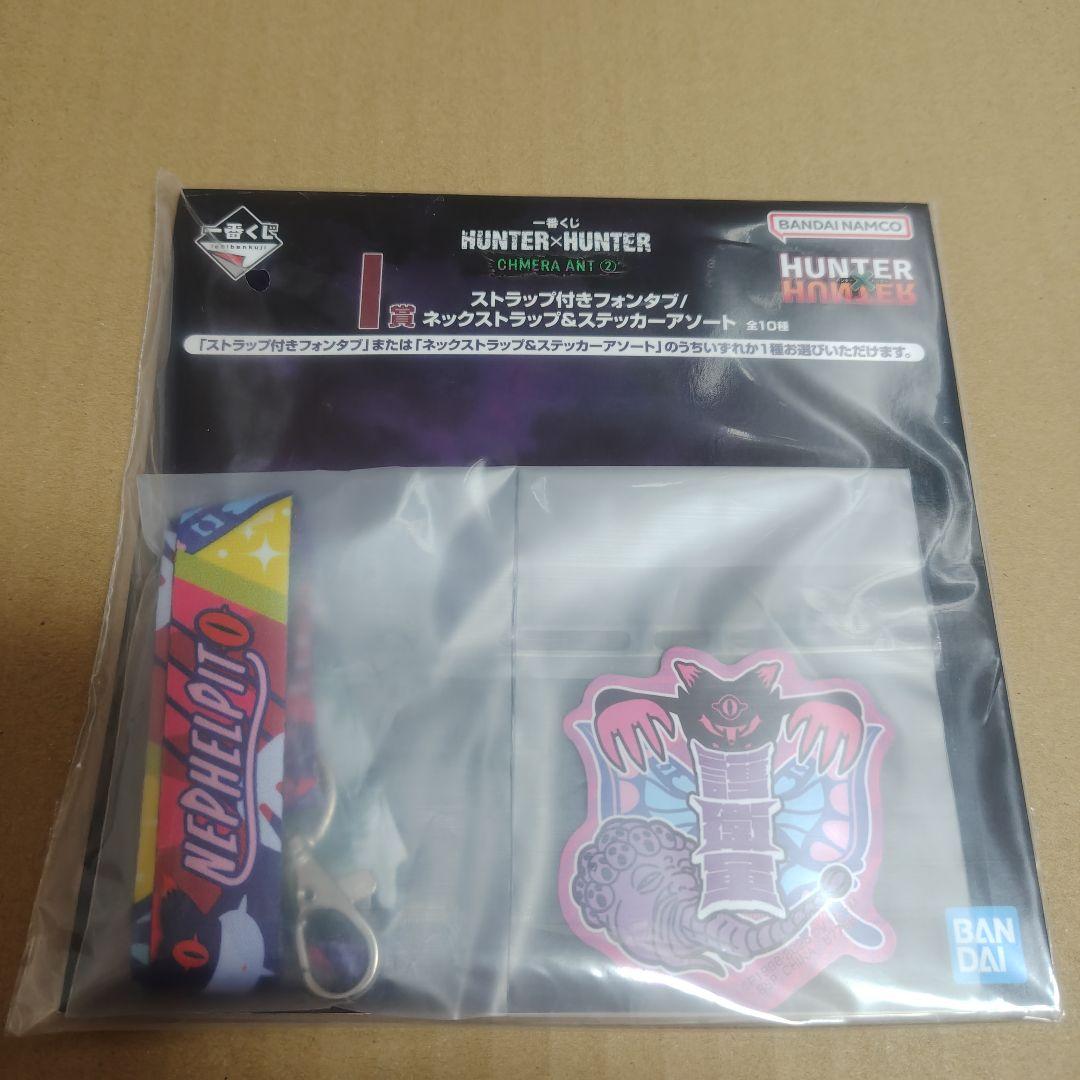 一番くじ
ichibankuji
一番くじ
HUNTER×HUNTER
CHMERA ANT ②
BANDAI NAMCO
HUNTER
HUNTER
I賞
ストラップ付きフォンタブ/
ネックストラップ&ステッカーアソート 全10種
「ストラップ付きフォンタブ」または「ネックストラップ&ステッカーアソート」のうちいずれか1種お選びいただけます。
NEPHELPITO
護衛軍
BAN
DAI